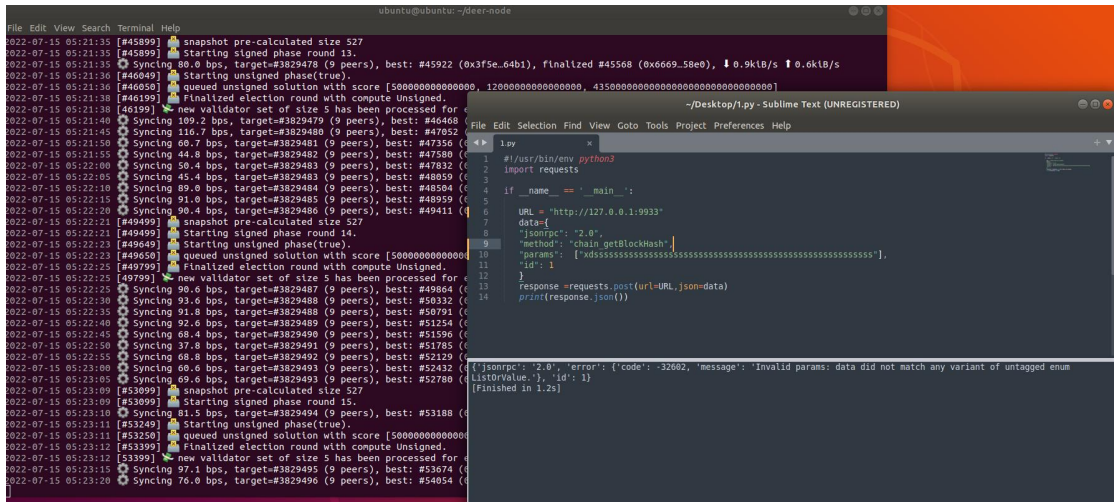 ubuntu@ubuntu: ~/deer-node
File Edit View Search Terminal Help
2022-07-15 05:21:35 [#45899] snapshot pre-calculated size 527
2022-07-15 05:21:35 [#45899] Starting signed phase round 13.
2022-07-15 05:21:35 Syncing 80.0 bps, target=#3829478 (9 peers), best: #45922 (0x3f5e…64b1), finalized #45568 (0x6669…58e0), ⬇ 0.9kiB/s ⬆ 0.6kiB/s
2022-07-15 05:21:36 [#46049] Starting unsigned phase(true).
2022-07-15 05:21:36 [#46050] queued unsigned solution with score
2022-07-15 05:21:38 [#46199] Finalized election round with compute Unsigned.
2022-07-15 05:21:38 [46199] new validator set of size 5 has been processed for
2022-07-15 05:21:40 Syncing 109.2 bps, target=#3829479 (9 peers), best: #46468
2022-07-15 05:21:45 Syncing 116.7 bps, target=#3829480 (9 peers), best: #47052
2022-07-15 05:21:50 Syncing 60.7 bps, target=#3829481 (9 peers), best: #47356
2022-07-15 05:21:55 Syncing 44.8 bps, target=#3829482 (9 peers), best: #47580
2022-07-15 05:22:00 Syncing 50.4 bps, target=#3829483 (9 peers), best: #47832
2022-07-15 05:22:05 Syncing 45.4 bps, target=#3829483 (9 peers), best: #48059
2022-07-15 05:22:10 Syncing 89.0 bps, target=#3829484 (9 peers), best: #48504
2022-07-15 05:22:15 Syncing 91.0 bps, target=#3829485 (9 peers), best: #48959
2022-07-15 05:22:20 Syncing 90.4 bps, target=#3829486 (9 peers), best: #49411
2022-07-15 05:22:21 [#49499] snapshot pre-calculated size 527
2022-07-15 05:22:21 [#49499] Starting signed phase round 14.
2022-07-15 05:22:23 [#49649] Starting unsigned phase(true).
2022-07-15 05:22:23 [#49650] queued unsigned solution with score
2022-07-15 05:22:25 [#49799] Finalized election round with compute Unsigned.
2022-07-15 05:22:25 [49799] new validator set of size 5 has been processed for
2022-07-15 05:22:25 Syncing 90.6 bps, target=#3829487 (9 peers), best: #49864
2022-07-15 05:22:30 Syncing 93.6 bps, target=#3829488 (9 peers), best: #50332
2022-07-15 05:22:35 Syncing 91.8 bps, target=#3829488 (9 peers), best: #50791
2022-07-15 05:22:40 Syncing 92.6 bps, target=#3829489 (9 peers), best: #51254
2022-07-15 05:22:45 Syncing 68.4 bps, target=#3829490 (9 peers), best: #51596
2022-07-15 05:22:50 Syncing 37.8 bps, target=#3829491 (9 peers), best: #51785
2022-07-15 05:22:55 Syncing 68.8 bps, target=#3829492 (9 peers), best: #52129
2022-07-15 05:23:00 Syncing 60.6 bps, target=#3829493 (9 peers), best: #52432
2022-07-15 05:23:05 Syncing 69.6 bps, target=#3829493 (9 peers), best: #52780
2022-07-15 05:23:09 [#53099] snapshot pre-calculated size 527
2022-07-15 05:23:09 [#53099] Starting signed phase round 15.
2022-07-15 05:23:10 Syncing 81.5 bps, target=#3829494 (9 peers), best: #53188
2022-07-15 05:23:11 [#53249] Starting unsigned phase(true).
2022-07-15 05:23:11 [#53250] queued unsigned solution with score
2022-07-15 05:23:12 [#53399] Finalized election round with compute Unsigned.
2022-07-15 05:23:12 [53399] new validator set of size 5 has been processed for
2022-07-15 05:23:15 Syncing 97.1 bps, target=#3829495 (9 peers), best: #53674
2022-07-15 05:23:20 Syncing 76.0 bps, target=#3829496 (9 peers), best: #54054
~/Desktop/1.py - Sublime Text (UNREGISTERED)
File Edit Selection Find View Goto Tools Project Preferences Help
1.py
1 #!/usr/bin/env python3
2 import requests
3
4 if __name__ == '__main__':
5
6 URL = "http://127.0.0.1:9933"
7 data={
8 "jsonrpc": "2.0",
9 "method": "chain_getBlockHash",
10 "params":
11 "id": 1
12 }
13 response =requests.post(url=URL,json=data)
14 print(response.json())
{'jsonrpc': '2.0', 'error': {'code': -32602, 'message': 'Invalid params: data did not match any variant of untagged enum
ListOrValue.'}, 'id': 1}
[Finished in 1.2s]